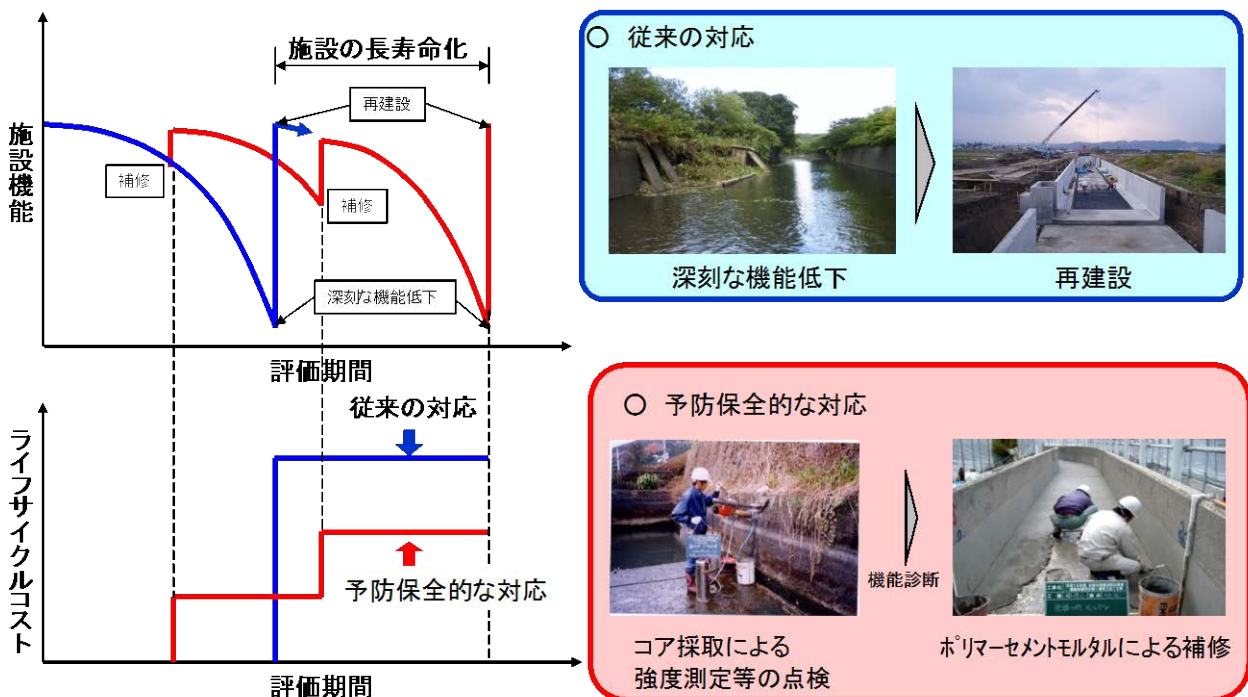 施設の長寿命化
再建設
施設機能
補修
補修
深刻な機能低下
評価期間
従来の対応
ライフサイクルコスト
予防保全的な対応
評価期間
○ 従来の対応
深刻な機能低下
再建設
○ 予防保全的な対応
機能診断
コア採取による
強度測定等の点検
ポリマーセメントモルタルによる補修